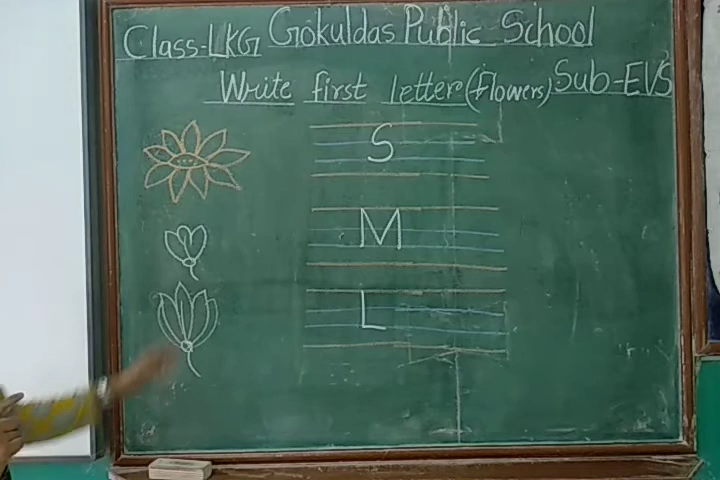 Class-LKG Gokuldas Public School
Write first letter (Flowers) Sub-EVS
S
M
L